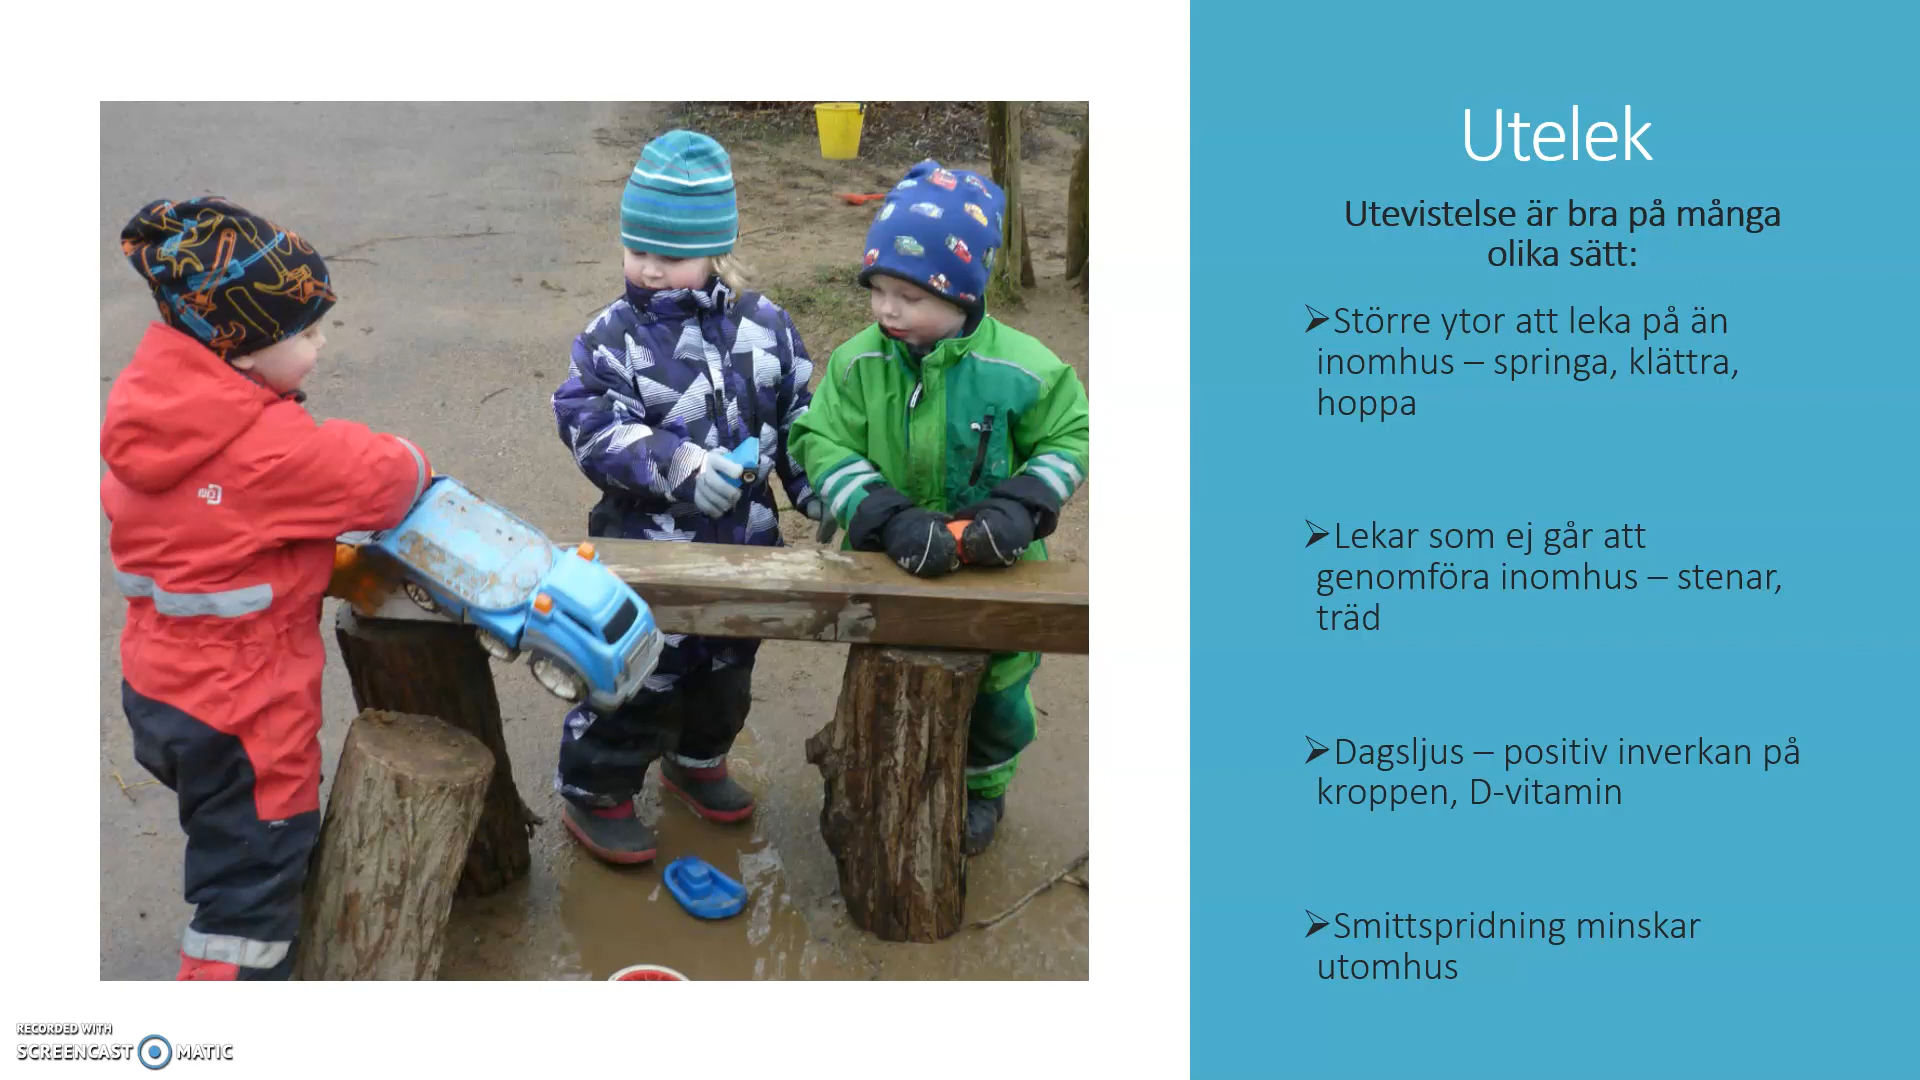 Utelek
Utevistelse är bra på många
olika sätt:
➢Större ytor att leka på än
inomhus – springa, klättra,
hoppa
➢Lekar som ej går att
genomföra inomhus – stenar,
träd
➢Dagsljus – positiv inverkan på
kroppen, D-vitamin
➢Smittspridning minskar
utomhus
RECORDED WITH
SCREENCAST MATIC